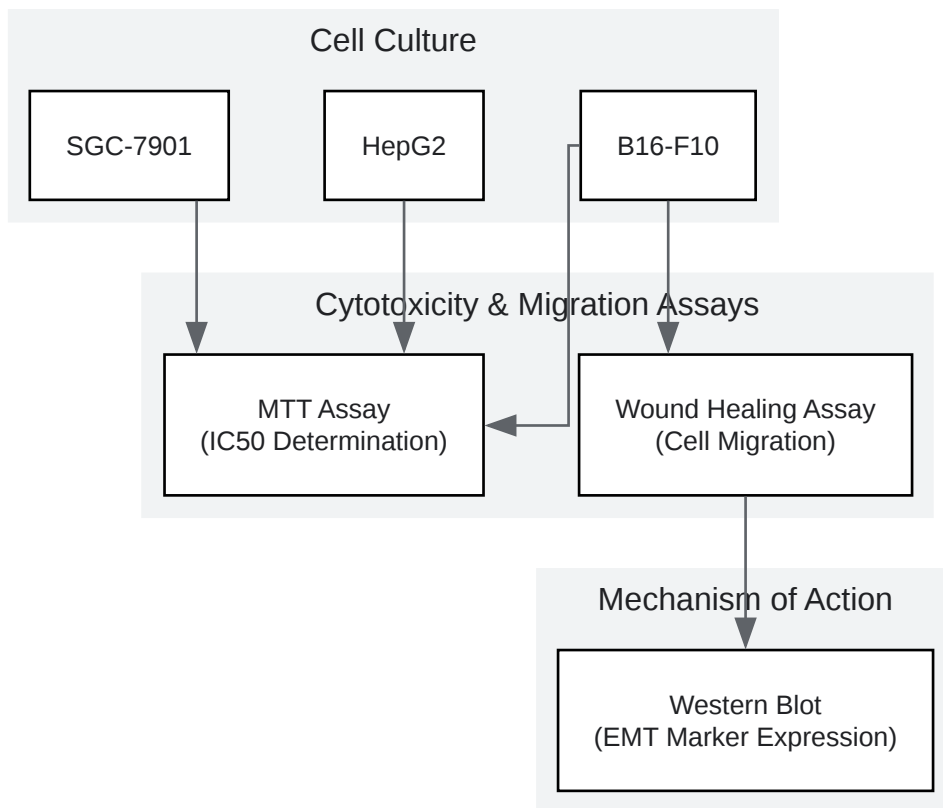 Cell Culture
SGC-7901
HepG2
B16-F10
Cytotoxicity & Migration Assays
MTT Assay
(IC50 Determination)
Wound Healing Assay
(Cell Migration)
Mechanism of Action
Western Blot
(EMT Marker Expression)